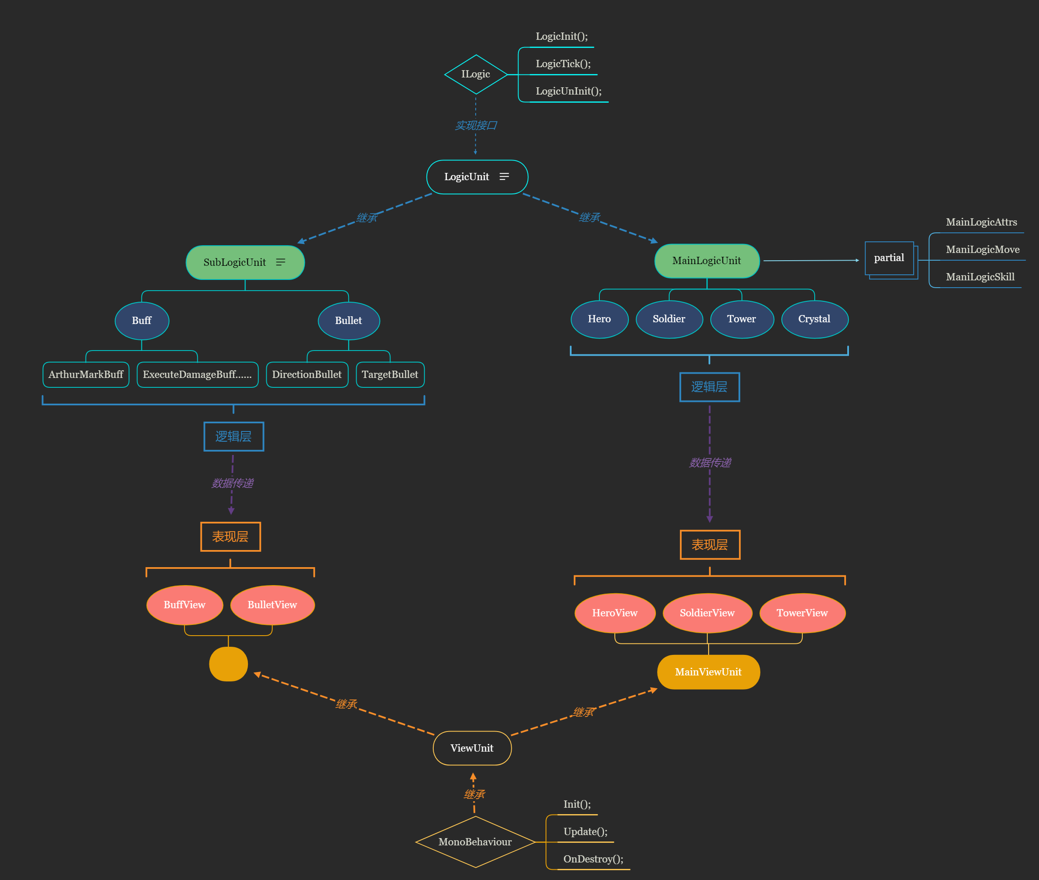 LogicInit();
ILogic
LogicTick();
LogicUnInit();
实现接口
LogicUnit
继承
继承
SubLogicUnit
MainLogicUnit
partial
MainLogicAttrs
ManiLogicMove
ManiLogicSkill
Buff
Bullet
Hero
Soldier
Tower
Crystal
ArthurMarkBuff
ExecuteDamageBuff......
DirectionBullet
TargetBullet
逻辑层
逻辑层
数据传递
数据传递
表现层
表现层
BuffView
BulletView
HeroView
SoldierView
TowerView
MainViewUnit
继承
继承
ViewUnit
继承
MonoBehaviour
Init();
Update();
OnDestroy();